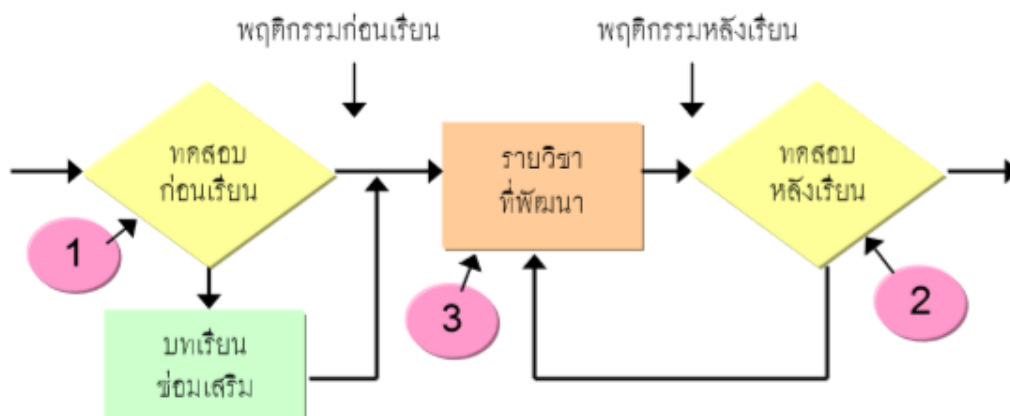 พฤติกรรมก่อนเรียน
พฤติกรรมหลังเรียน
ทดสอบ
ก่อนเรียน
รายวิชา
ที่พัฒนา
ทดสอบ
หลังเรียน
1
3
2
บทเรียน
ซ่อมเสริม